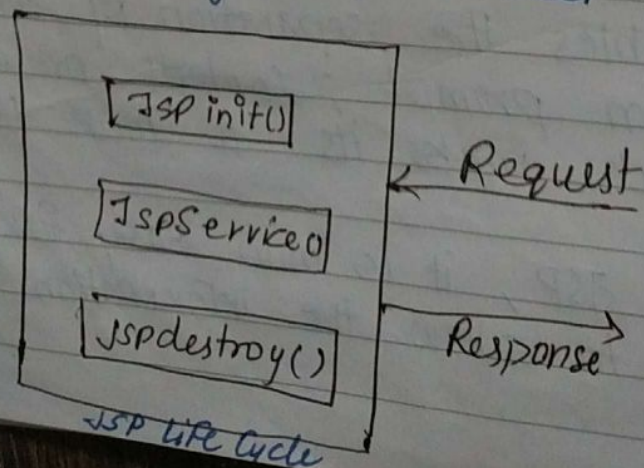 JSP init()
Request
JspService()
Response
jspdestroy()
JSP Life Cycle